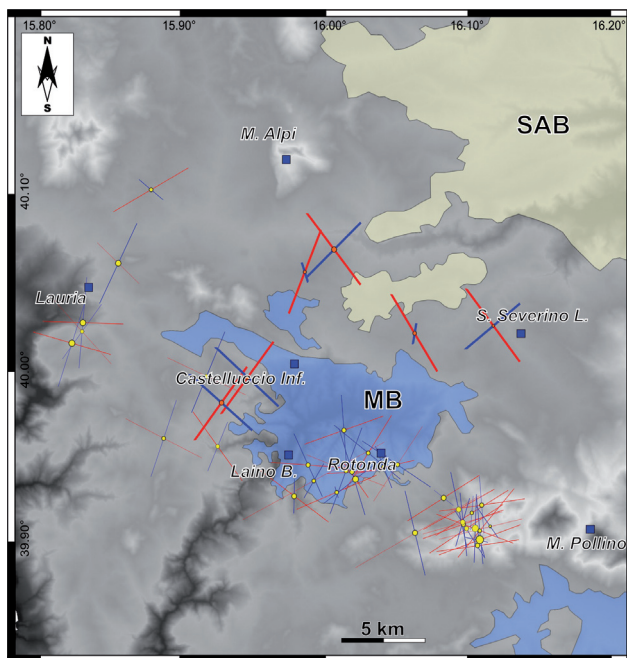 15.80° 15.90° 16.00° 16.10° 16.20°
N
S
SAB
M. Alpi
40.10°
Lauria
S. Severino L.
40.00°
Castelluccio Inf.
MB
Laino B.
Rotonda
39.90°
M. Pollino
5 km